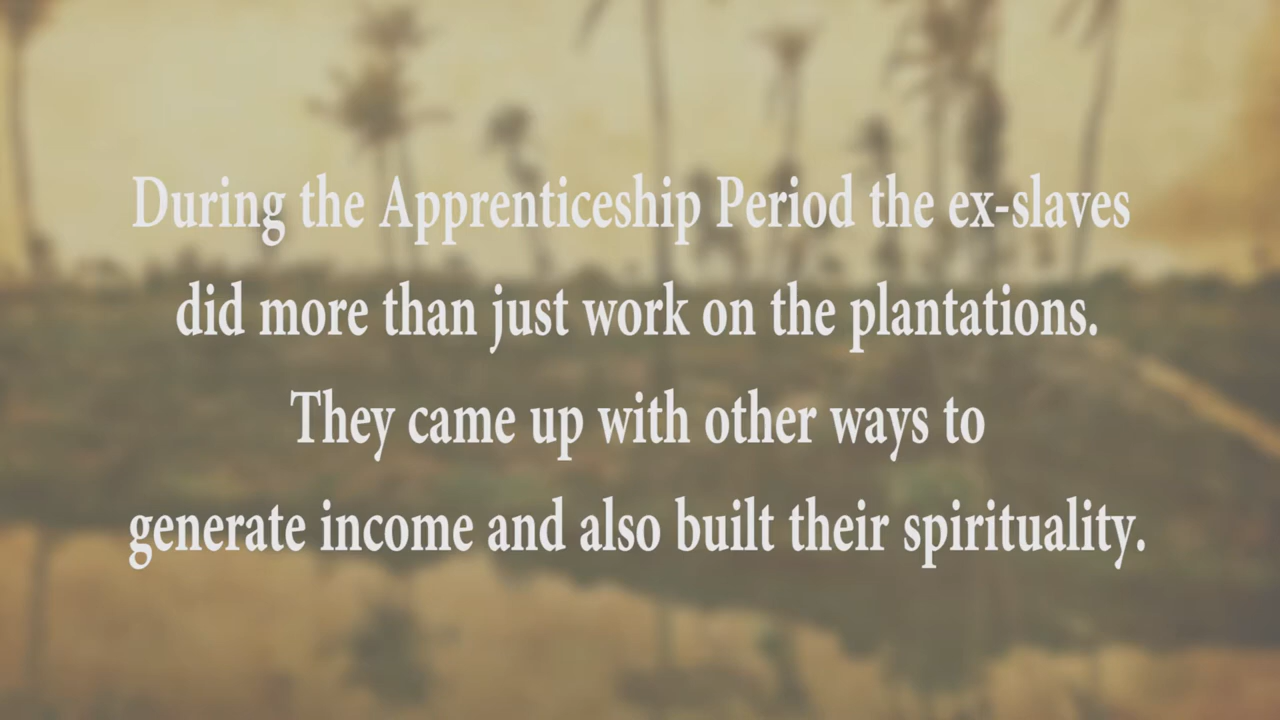 During the Apprenticeship Period the ex-slaves
did more than just work on the plantations.
They came up with other ways to
generate income and also built their spirituality.